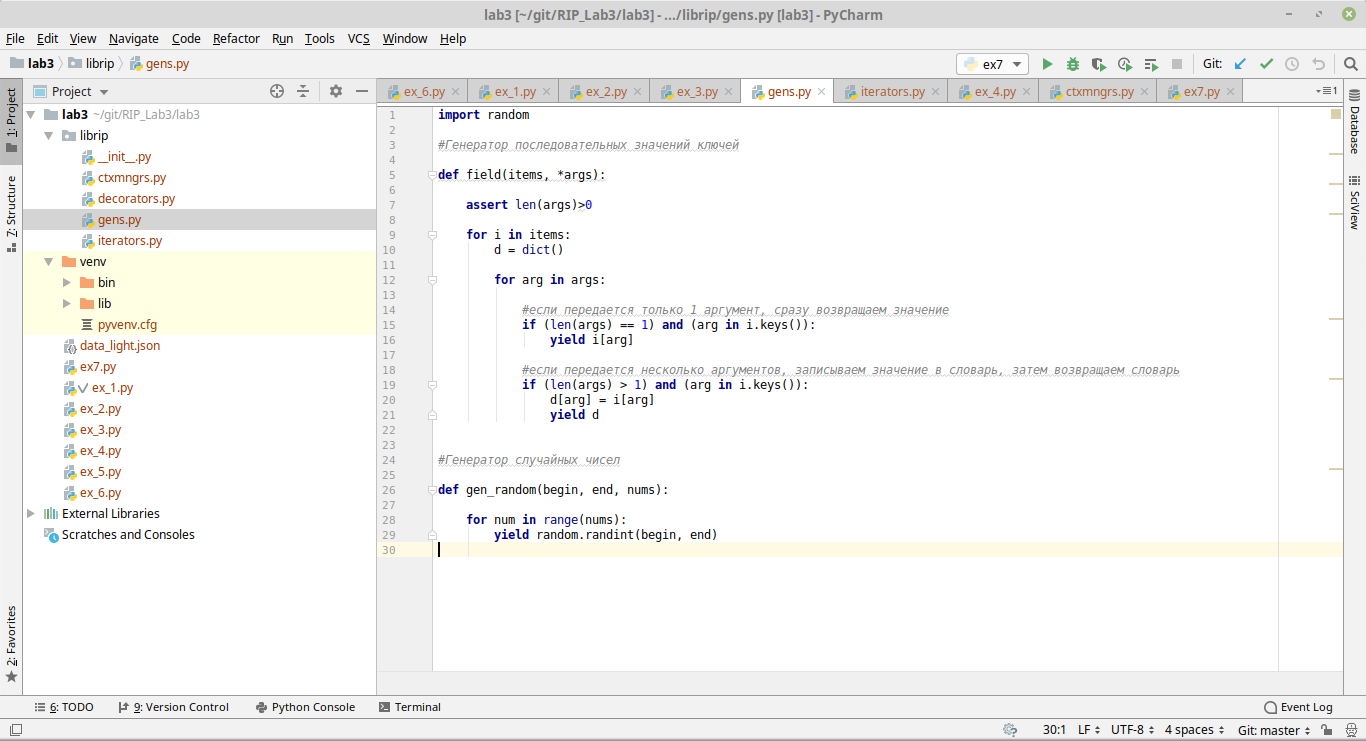 lab3 [~/git/RIP_Lab3/lab3] - .../librip/gens.py [lab3] - PyCharm
File Edit View Navigate Code Refactor Run Tools VCS Window Help
lab3 librip gens.py ex7 Git:
Project
ex_6.py ex_1.py ex_2.py ex_3.py gens.py iterators.py ex_4.py ctxmngrs.py ex7.py 1
1: Project
7: Structure
2: Favorites
lab3 ~/git/RIP_Lab3/lab3
librip
__init__.py
ctxmngrs.py
decorators.py
gens.py
iterators.py
venv
bin
lib
pyvenv.cfg
data_light.json
ex7.py
ex_1.py
ex_2.py
ex_3.py
ex_4.py
ex_5.py
ex_6.py
External Libraries
Scratches and Consoles
1 import random
2
3 #Генератор последовательных значений ключей
4
5 def field(items, *args):
6
7 assert len(args)>0
8
9 for i in items:
10 d = dict()
11
12 for arg in args:
13
14 #если передается только 1 аргумент, сразу возвращаем значение
15 if (len(args) == 1) and (arg in i.keys()):
16 yield i[arg]
17
18 #если передается несколько аргументов, записываем значение в словарь, затем возвращаем словарь
19 if (len(args) > 1) and (arg in i.keys()):
20 d[arg] = i[arg]
21 yield d
22
23
24 #Генератор случайных чисел
25
26 def gen_random(begin, end, nums):
27
28 for num in range(nums):
29 yield random.randint(begin, end)
30
Database
SciView
6: TODO 9: Version Control Python Console Terminal Event Log
30:1 LF UTF-8 4 spaces Git: master